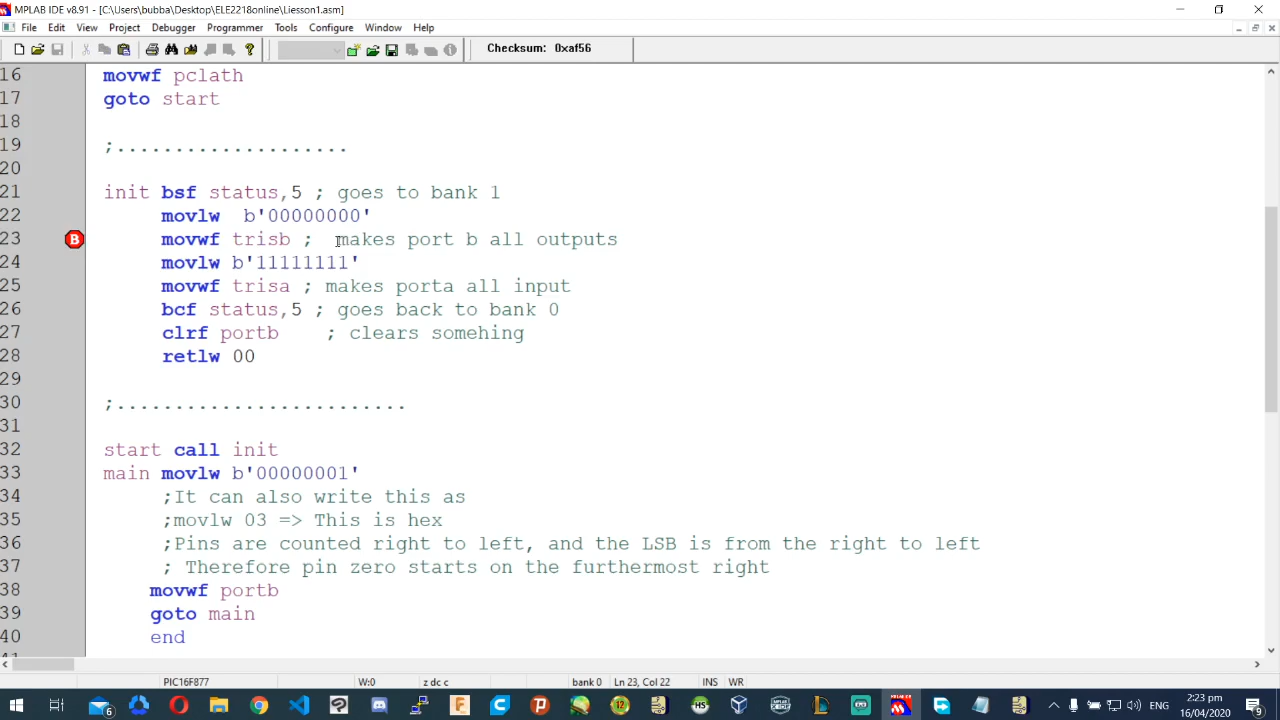 MPLAB IDE v8.91 - [C:\Users\bubba\Desktop\ELE2218online\Liesson1.asm]
File Edit View Project Debugger Programmer Tools Configure Window Help
Checksum: 0xaf56
16 movwf pclath
17 goto start
18
19 ;....................
20
21 init bsf status,5 ; goes to bank 1
22 movlw b'00000000'
23 B movwf trisb ; makes port b all outputs
24 movlw b'11111111'
25 movwf trisa ; makes porta all input
26 bcf status,5 ; goes back to bank 0
27 clrf portb ; clears somehing
28 retlw 00
29
30 ;.........................
31
32 start call init
33 main movlw b'00000001'
34 ;It can also write this as
35 ;movlw 03 => This is hex
36 ;Pins are counted right to left, and the LSB is from the right to left
37 ; Therefore pin zero starts on the furthermost right
38 movwf portb
39 goto main
40 end
PIC16F877 W:0 z dc c bank 0 Ln 23, Col 22 INS WR
2:23 pm
ENG
16/04/2020